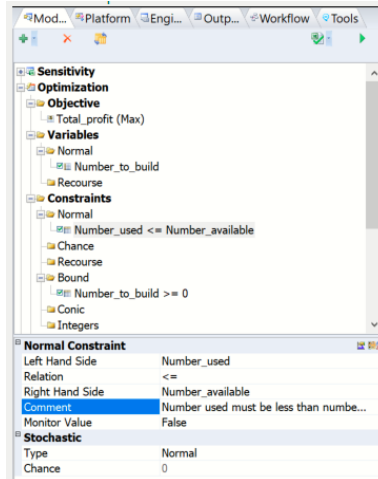 Mod... Platform Engi... Outp... Workflow Tools
Sensitivity
Optimization
Objective
Total_profit (Max)
Variables
Normal
Number_to_build
Recourse
Constraints
Normal
Number_used <= Number_available
Chance
Recourse
Bound
Number_to_build >= 0
Conic
Integers
Normal Constraint
Left Hand Side Number_used
Relation <=
Right Hand Side Number_available
Comment Number used must be less than numbe...
Monitor Value False
Stochastic
Type Normal
Chance 0